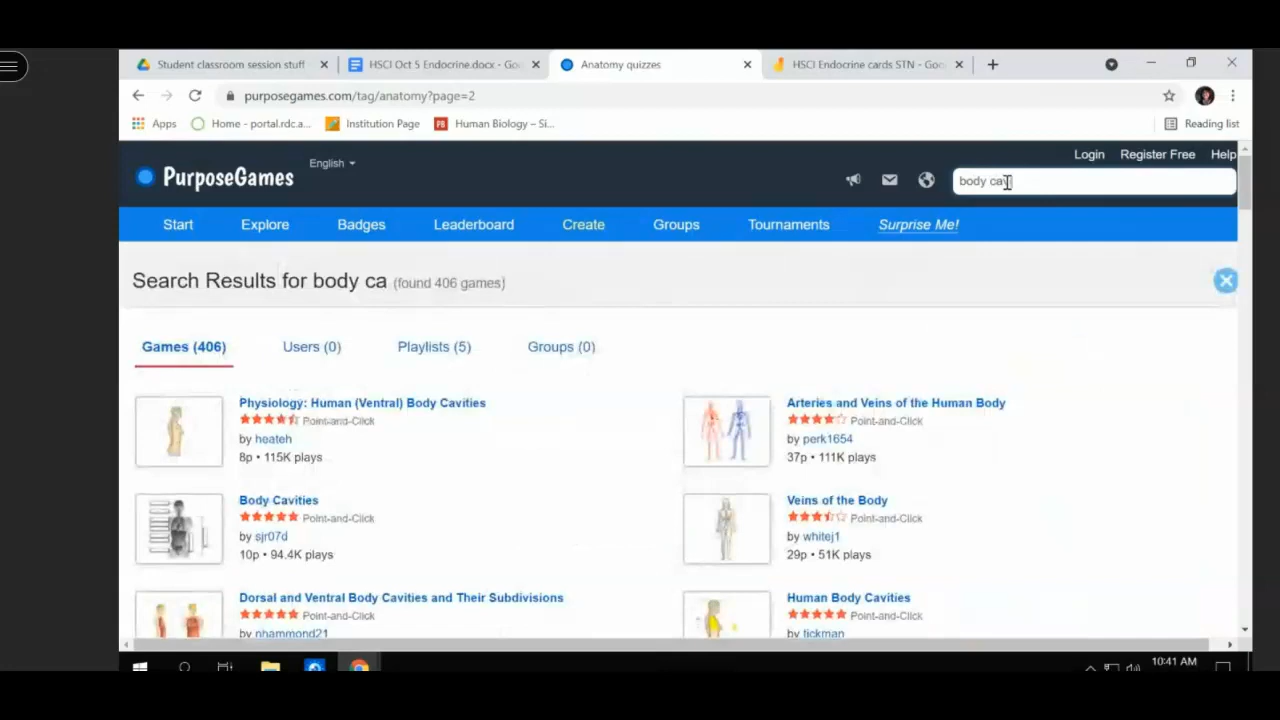 Student classroom session stuff
HSCI Oct 5 Endocrine.docx - Goo
Anatomy quizzes
HSCI Endocrine cards STN - Goo
purposegames.com/tag/anatomy?page=2
Apps
Home - portal.rdc.a...
Institution Page
PB
Human Biology – Si...
Reading list
PurposeGames
English
Login
Register Free
Help
body cav
Start
Explore
Badges
Leaderboard
Create
Groups
Tournaments
Surprise Me!
Search Results for body ca (found 406 games)
Games (406)
Users (0)
Playlists (5)
Groups (0)
Physiology: Human (Ventral) Body Cavities
Point-and-Click
by heateh
8p • 115K plays
Arteries and Veins of the Human Body
Point-and-Click
by perk1654
37p • 111K plays
Body Cavities
Point-and-Click
by sjr07d
10p • 94.4K plays
Veins of the Body
Point-and-Click
by whitej1
29p • 51K plays
Dorsal and Ventral Body Cavities and Their Subdivisions
Point-and-Click
by nhammond21
Human Body Cavities
Point-and-Click
by tickman
10:41 AM